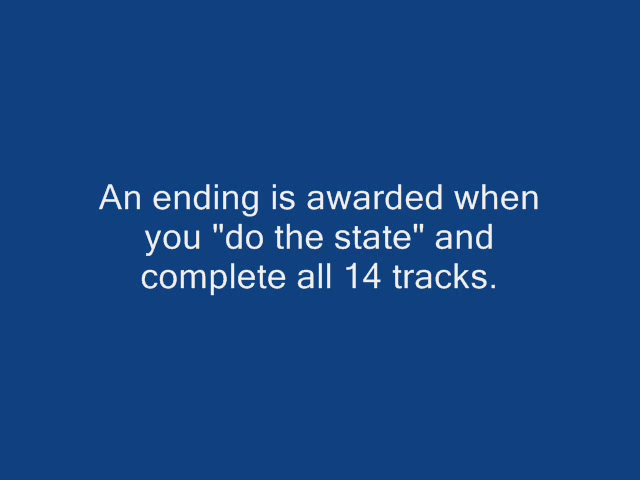 An ending is awarded when
you "do the state" and
complete all 14 tracks.